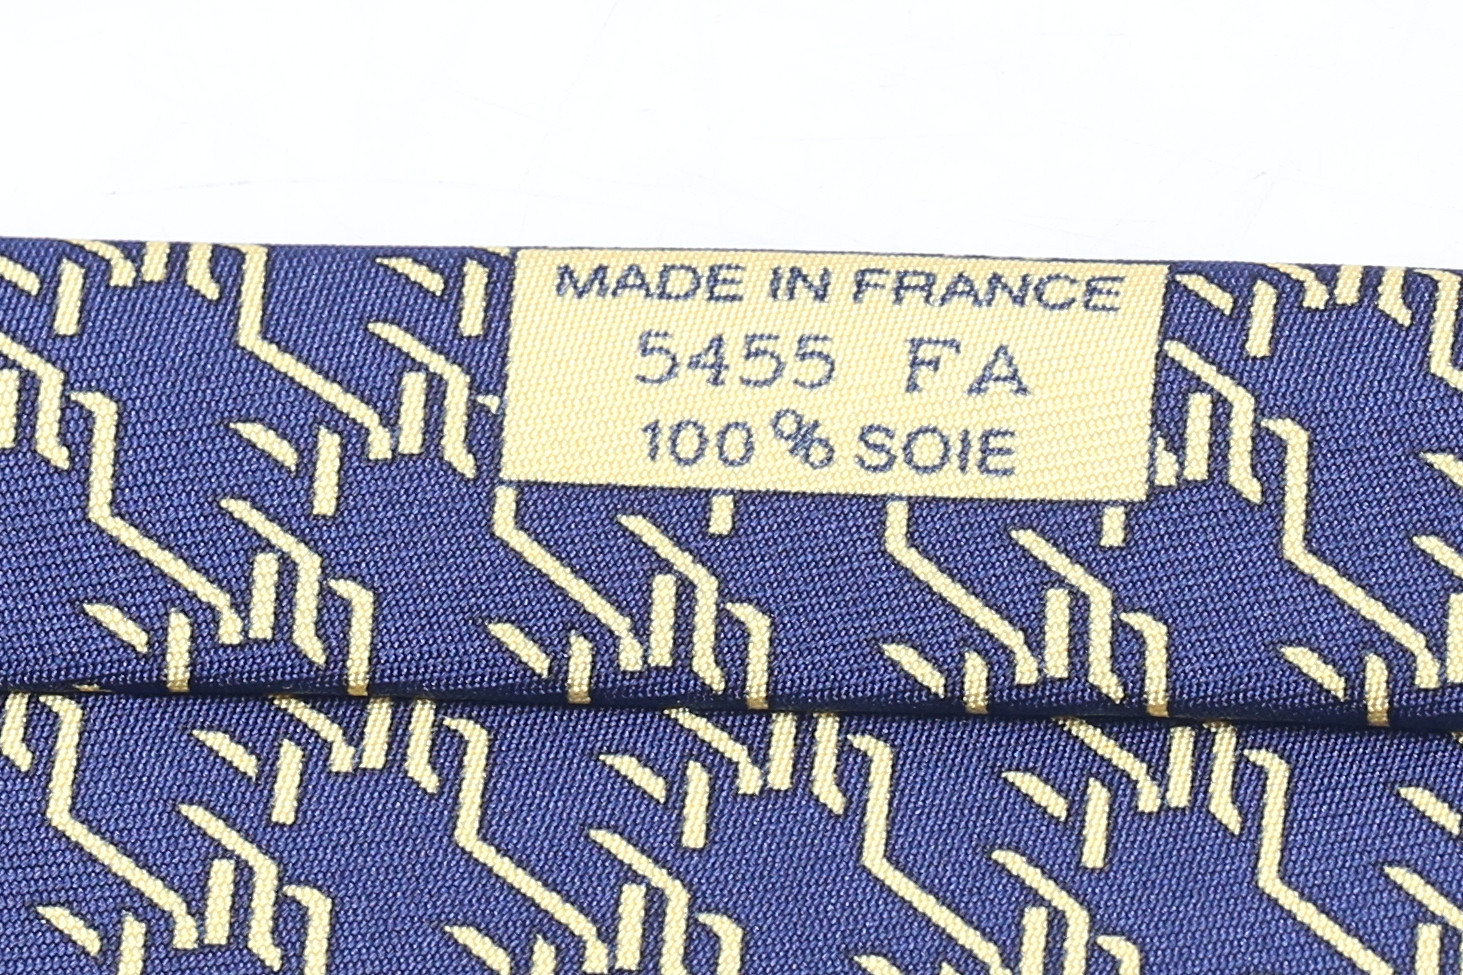 MADE IN FRANCE
5455 FA
100% SOIE